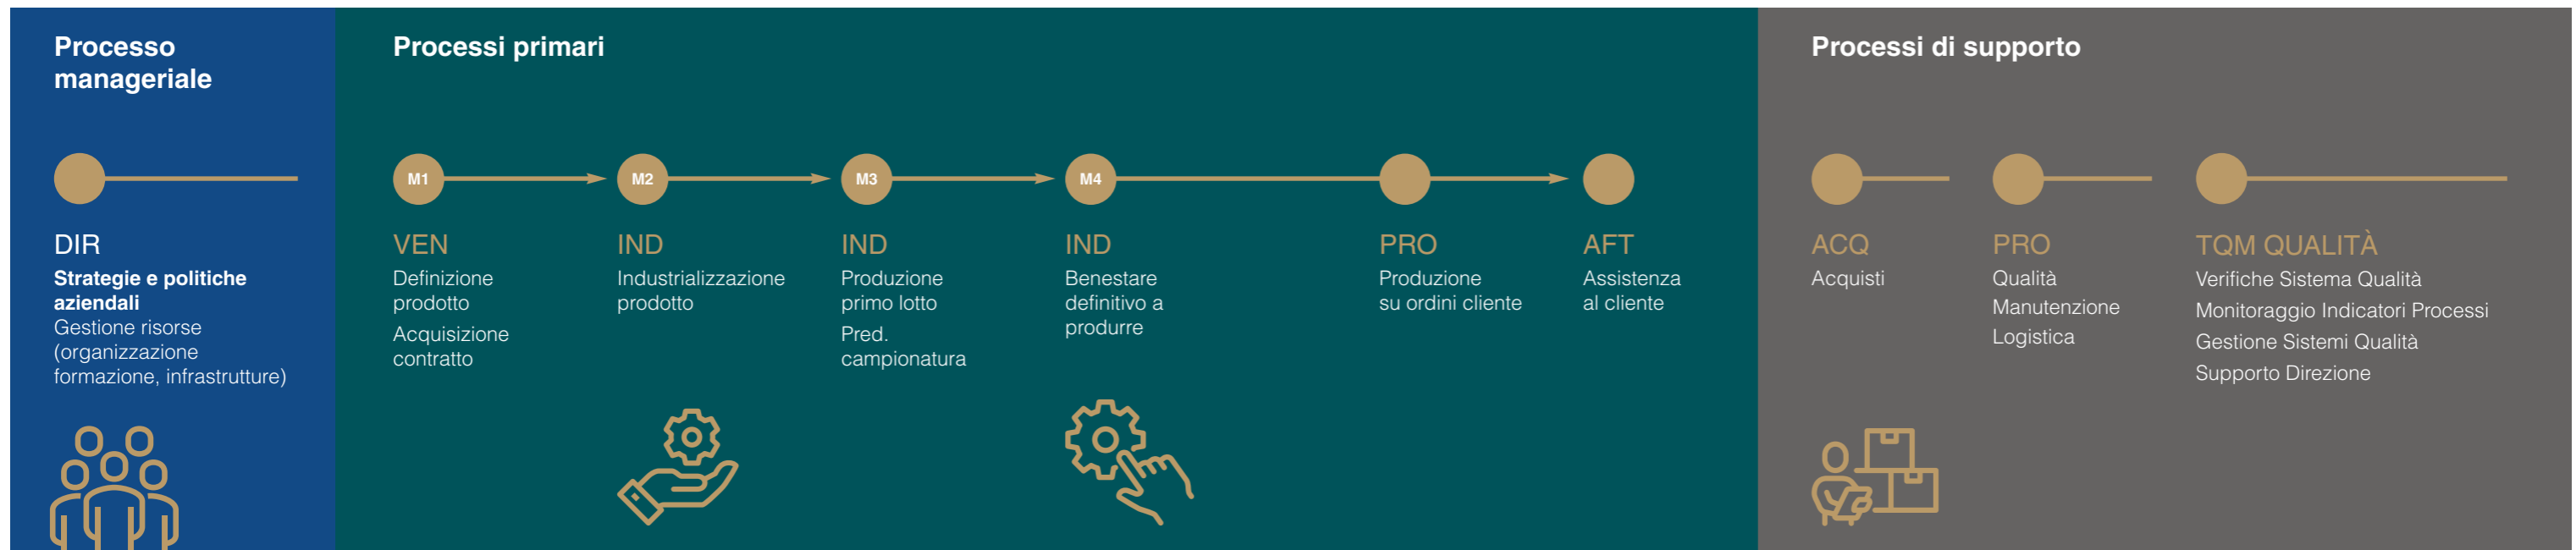 Processo
manageriale
DIR
Strategie e politiche
aziendali
Gestione risorse
(organizzazione
formazione, infrastrutture)
Processi primari
M1
VEN
Definizione
prodotto
Acquisizione
contratto
M2
IND
Industrializzazione
prodotto
M3
IND
Produzione
primo lotto
Pred.
campionatura
M4
IND
Benestare
definitivo a
produrre
PRO
Produzione
su ordini cliente
AFT
Assistenza
al cliente
Processi di supporto
ACQ
Acquisti
PRO
Qualità
Manutenzione
Logistica
TQM QUALITÀ
Verifiche Sistema Qualità
Monitoraggio Indicatori Processi
Gestione Sistemi Qualità
Supporto Direzione